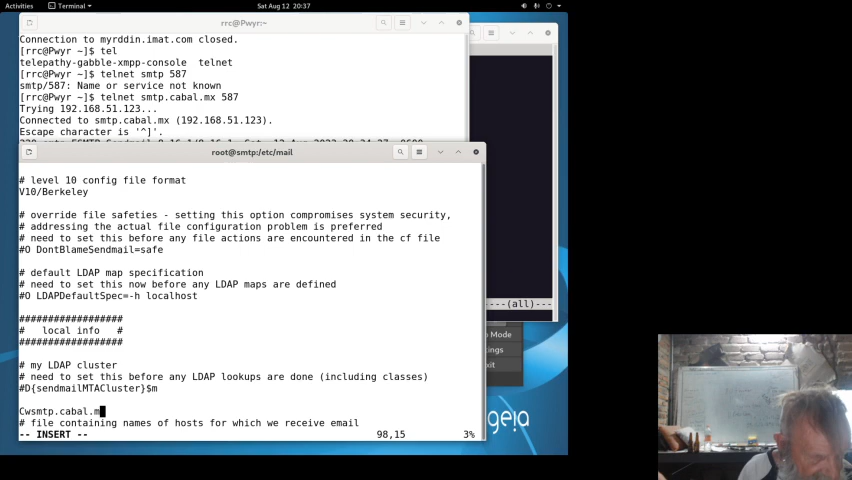 Activities
Terminal
Sat Aug 12 20:37
rrc@Pwyr:~
Connection to myrddin.imat.com closed.
[rrc@Pwyr ~]$ tel
telepathy-gabble-xmpp-console telnet
[rrc@Pwyr ~]$ telnet smtp 587
smtp/587: Name or service not known
[rrc@Pwyr ~]$ telnet smtp.cabal.mx 587
Trying 192.168.51.123...
Connected to smtp.cabal.mx (192.168.51.123).
Escape character is '^]'.
root@smtp:/etc/mail
# level 10 config file format
V10/Berkeley
# override file safeties - setting this option compromises system security,
# addressing the actual file configuration problem is preferred
# need to set this before any file actions are encountered in the cf file
#O DontBlameSendmail=safe
# default LDAP map specification
# need to set this now before any LDAP maps are defined
#O LDAPDefaultSpec=-h localhost
##################
#   local info   #
##################
# my LDAP cluster
# need to set this before any LDAP lookups are done (including classes)
#D{sendmailMTACluster}$m
Cwsmtp.cabal.m
# file containing names of hosts for which we receive email
-- INSERT --
98,15
3%
----(all)---
Mode
geia